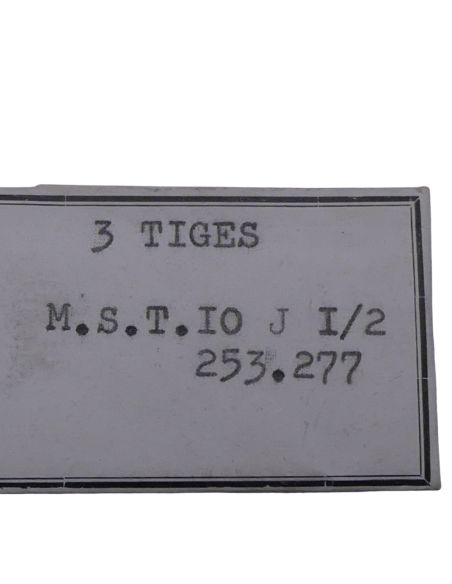 3 TIGES
M.S.T.IO J I/2
253.277